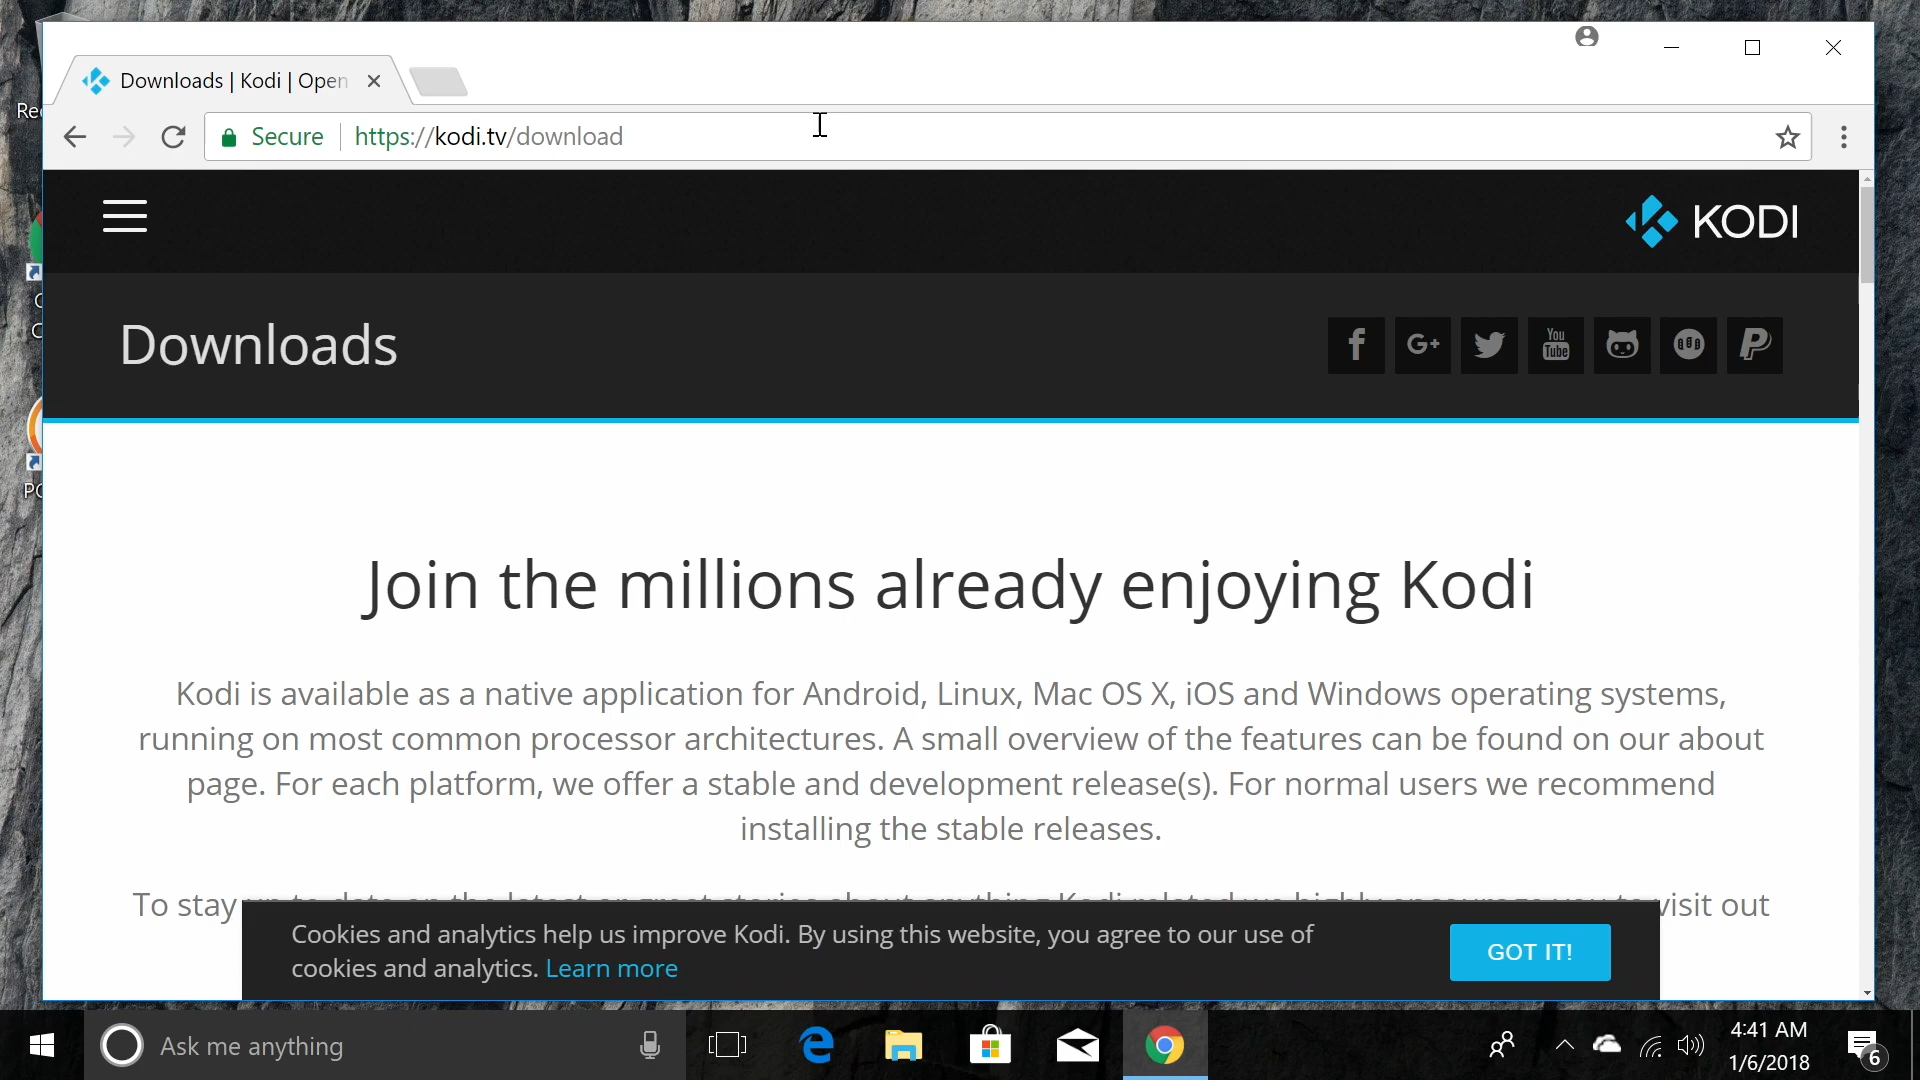 Downloads | Kodi | Open
Secure
https://kodi.tv/download
KODI
Downloads
f
G+
You
Tube
Join the millions already enjoying Kodi
Kodi is available as a native application for Android, Linux, Mac OS X, iOS and Windows operating systems,
running on most common processor architectures. A small overview of the features can be found on our about
page. For each platform, we offer a stable and development release(s). For normal users we recommend
installing the stable releases.
To stay up to date on the latest or great stories about anything Kodi related we highly encourage you to visit out
Cookies and analytics help us improve Kodi. By using this website, you agree to our use of
cookies and analytics. Learn more
GOT IT!
Ask me anything
4:41 AM
1/6/2018
6